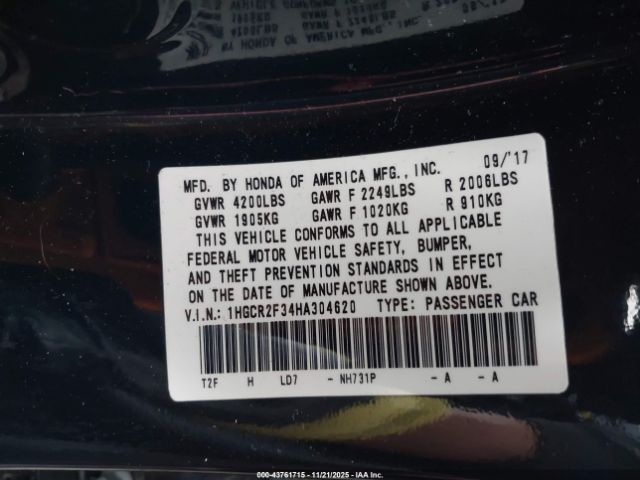 MFD. BY HONDA OF AMERICA MFG., INC. 09/'17
GVWR 4200LBS GAWR F 2249LBS R 2006LBS
GVWR 1905KG GAWR F 1020KG R 910KG
THIS VEHICLE CONFORMS TO ALL APPLICABLE
FEDERAL MOTOR VEHICLE SAFETY, BUMPER,
AND THEFT PREVENTION STANDARDS IN EFFECT
ON THE DATE OF MANUFACTURE SHOWN ABOVE.
V.I.N.: 1HGCR2F34HA304620 TYPE: PASSENGER CAR
T2F H LD7 - NH731P - A - A
00-43761715 - 11/21/2025 - IAAI INC.